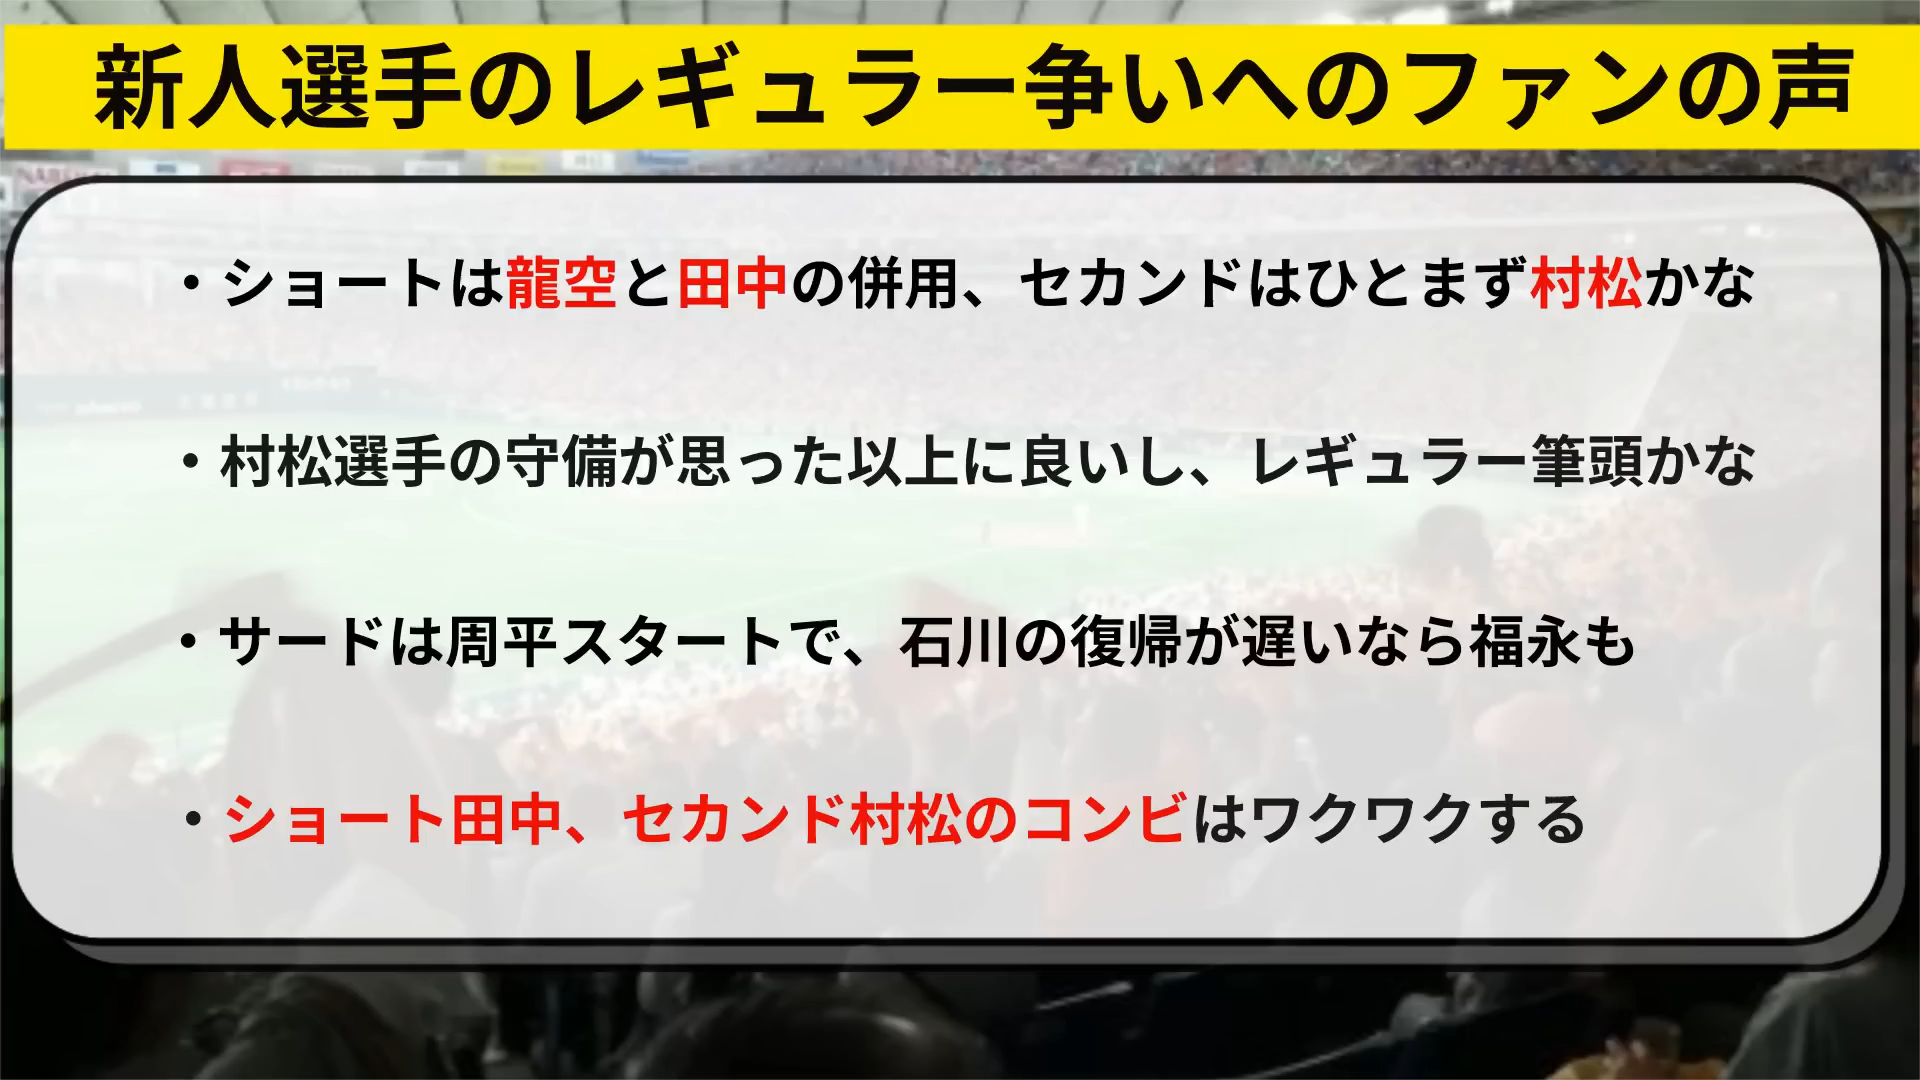 新人選手のレギュラー争いへのファンの声
・ショートは龍空と田中の併用、セカンドはひとまず村松かな
・村松選手の守備が思った以上に良いし、レギュラー筆頭かな
・サードは周平スタートで、石川の復帰が遅いなら福永も
・ショート田中、セカンド村松のコンビはワクワクする